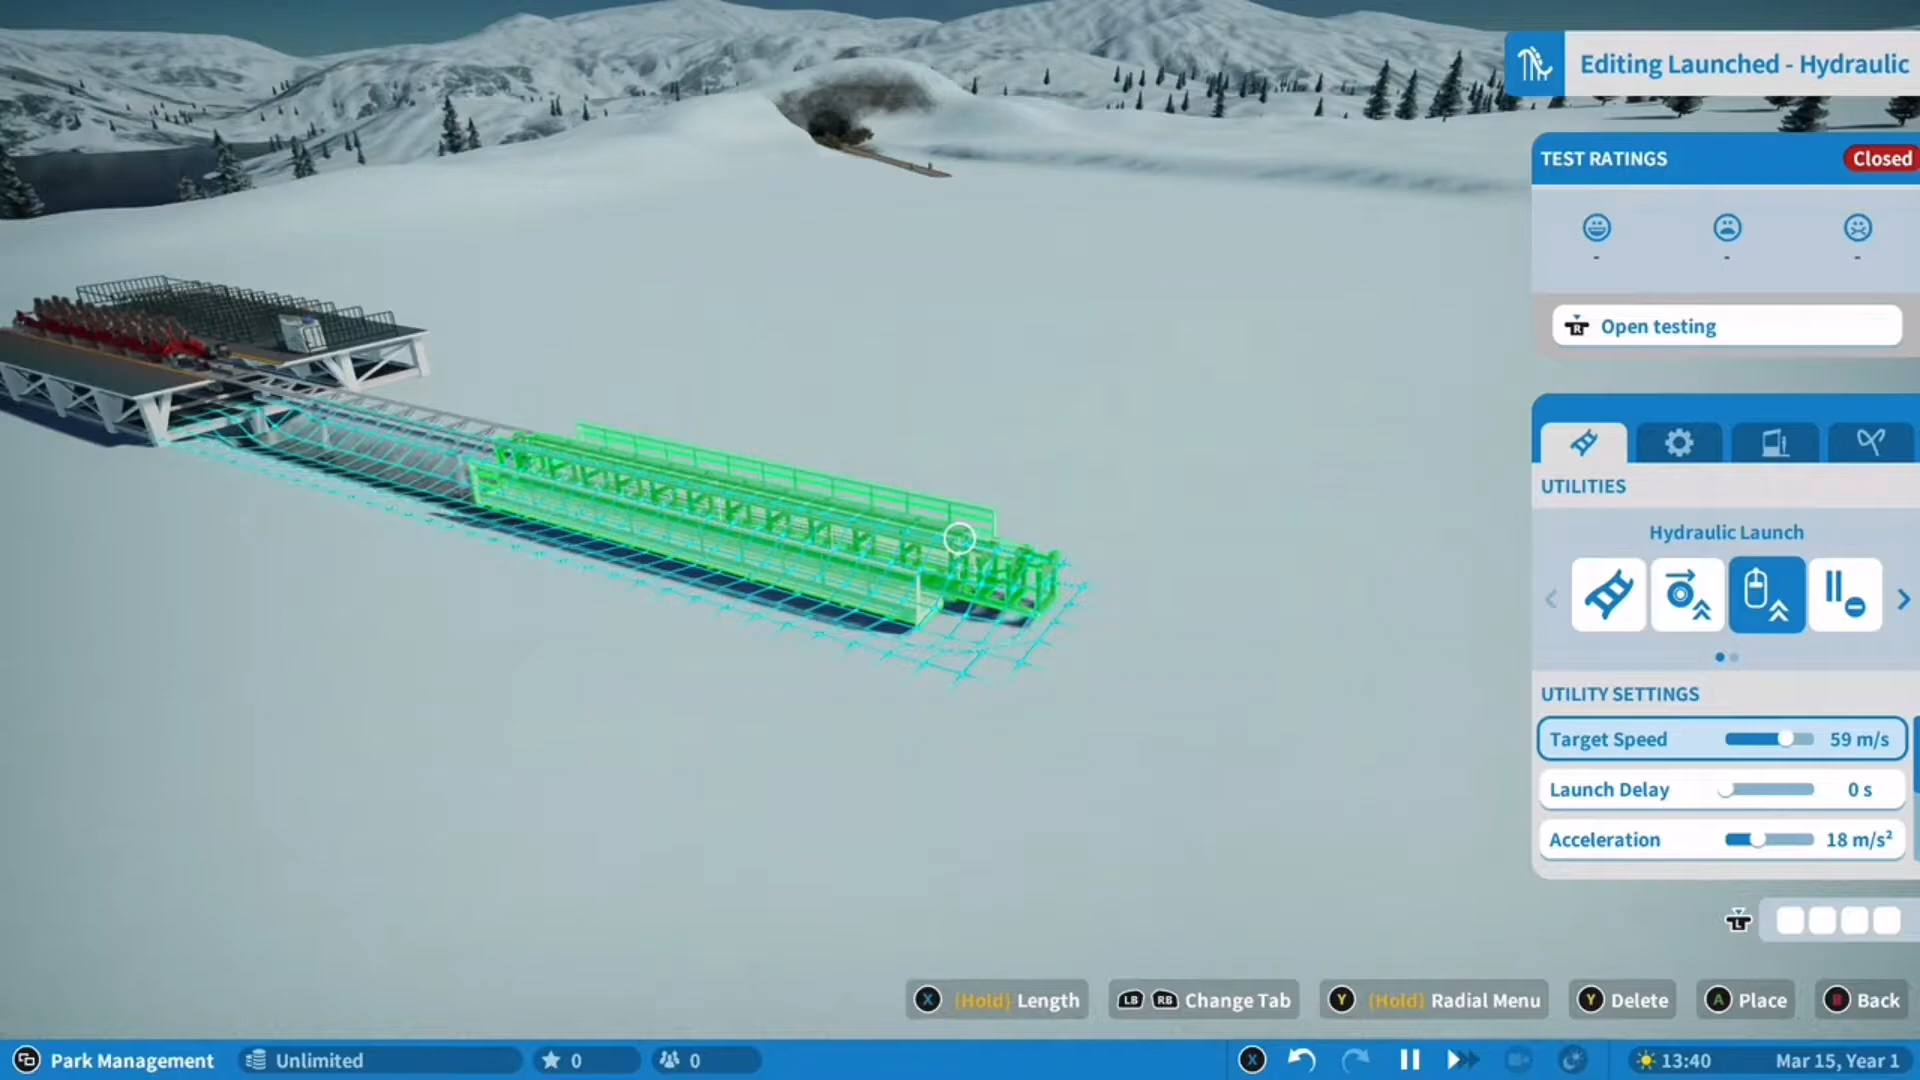 Editing Launched - Hydraulic
TEST RATINGS
Closed
-
-
-
R
Open testing
UTILITIES
Hydraulic Launch
UTILITY SETTINGS
Target Speed 59 m/s
Launch Delay 0 s
Acceleration 18 m/s²
L
X (Hold) Length
LB RB Change Tab
Y (Hold) Radial Menu
Y Delete
A Place
B Back
Park Management
Unlimited
0
0
X
13:40
Mar 15, Year 1